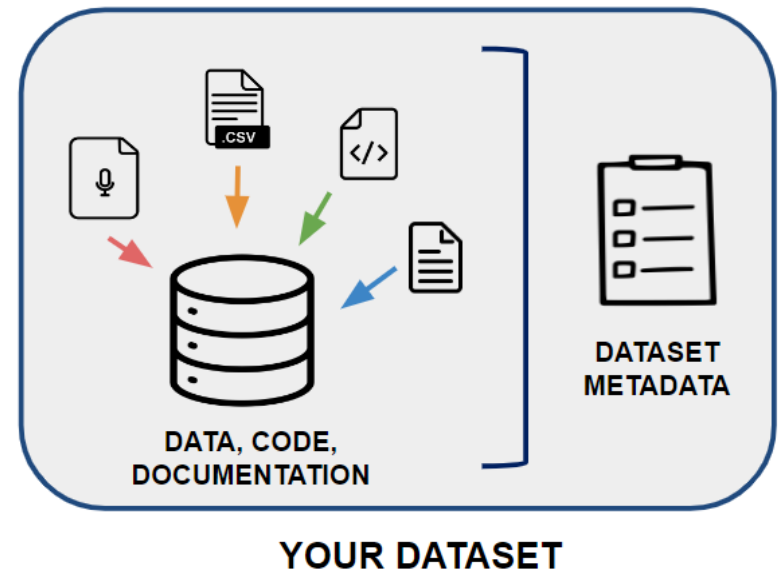 .CSV
</>
DATA, CODE,
DOCUMENTATION
DATASET
METADATA
YOUR DATASET